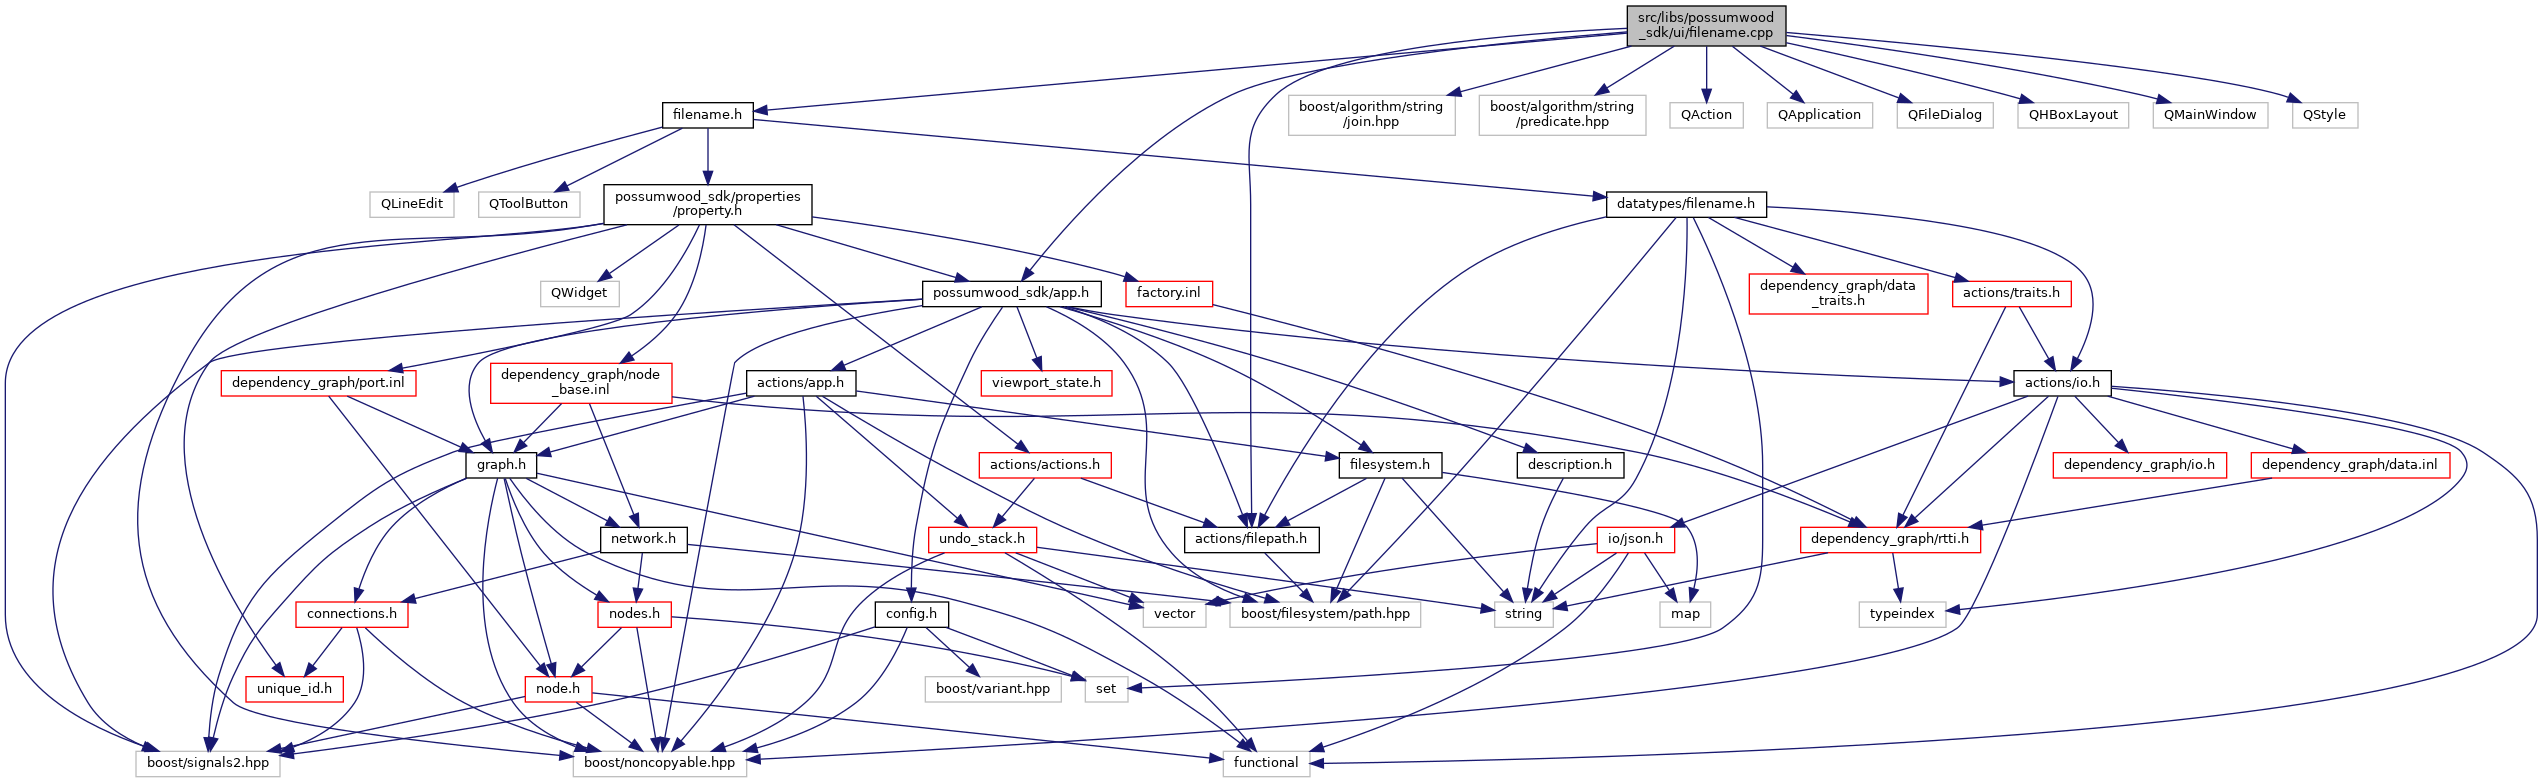 src/libs/possumwood
_sdk/ui/filename.cpp
filename.h
boost/algorithm/string
/join.hpp
boost/algorithm/string
/predicate.hpp
QAction
QApplication
QFileDialog
QHBoxLayout
QMainWindow
QStyle
QLineEdit
QToolButton
possumwood_sdk/properties
/property.h
datatypes/filename.h
QWidget
possumwood_sdk/app.h
factory.inl
dependency_graph/data
_traits.h
actions/traits.h
dependency_graph/port.inl
dependency_graph/node
_base.inl
actions/app.h
viewport_state.h
actions/io.h
graph.h
actions/actions.h
filesystem.h
description.h
dependency_graph/io.h
dependency_graph/data.inl
network.h
undo_stack.h
actions/filepath.h
io/json.h
dependency_graph/rtti.h
connections.h
nodes.h
config.h
vector
boost/filesystem/path.hpp
string
map
typeindex
unique_id.h
node.h
boost/variant.hpp
set
boost/signals2.hpp
boost/noncopyable.hpp
functional